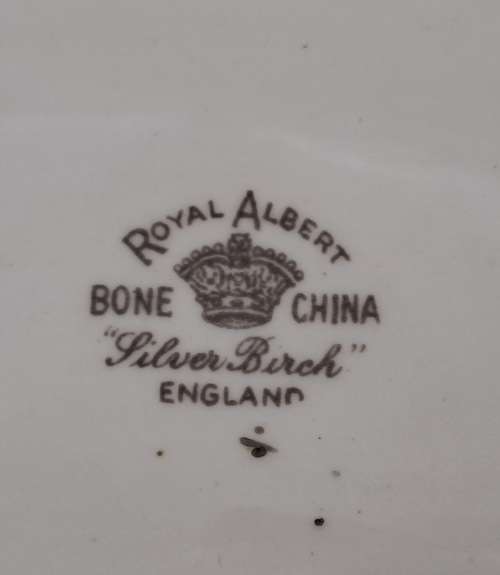 ROYAL ALBERT
BONE CHINA
"Silver Birch"
ENGLAND